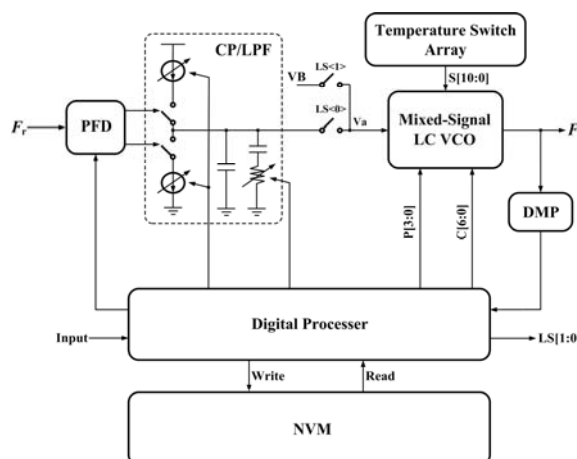 CP/LPF
Temperature Switch
Array
S[10:0]
LS<1>
VB
LS<0>
Va
Fr
PFD
Mixed-Signal
LC VCO
F
DMP
P[3:0]
C[6:0]
Digital Processer
Input
LS[1:0
Write
Read
NVM